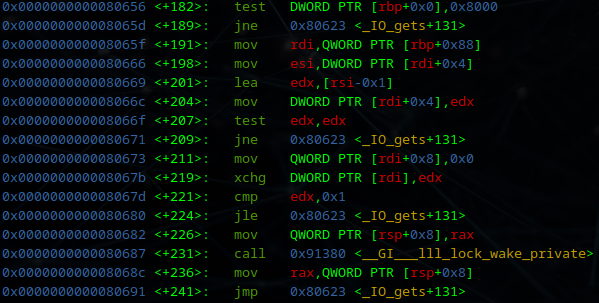 0x0000000000080656 <+182>: test DWORD PTR [rbp+0x0],0x8000
0x000000000008065d <+189>: jne 0x80623 <_IO_gets+131>
0x000000000008065f <+191>: mov rdi,QWORD PTR [rbp+0x88]
0x0000000000080666 <+198>: mov esi,DWORD PTR [rdi+0x4]
0x0000000000080669 <+201>: lea edx,[rsi-0x1]
0x000000000008066c <+204>: mov DWORD PTR [rdi+0x4],edx
0x000000000008066f <+207>: test edx,edx
0x0000000000080671 <+209>: jne 0x80623 <_IO_gets+131>
0x0000000000080673 <+211>: mov QWORD PTR [rdi+0x8],0x0
0x000000000008067b <+219>: xchg DWORD PTR [rdi],edx
0x000000000008067d <+221>: cmp edx,0x1
0x0000000000080680 <+224>: jle 0x80623 <_IO_gets+131>
0x0000000000080682 <+226>: mov QWORD PTR [rsp+0x8],rax
0x0000000000080687 <+231>: call 0x91380 <__GI___lll_lock_wake_private>
0x000000000008068c <+236>: mov rax,QWORD PTR [rsp+0x8]
0x0000000000080691 <+241>: jmp 0x80623 <_IO_gets+131>